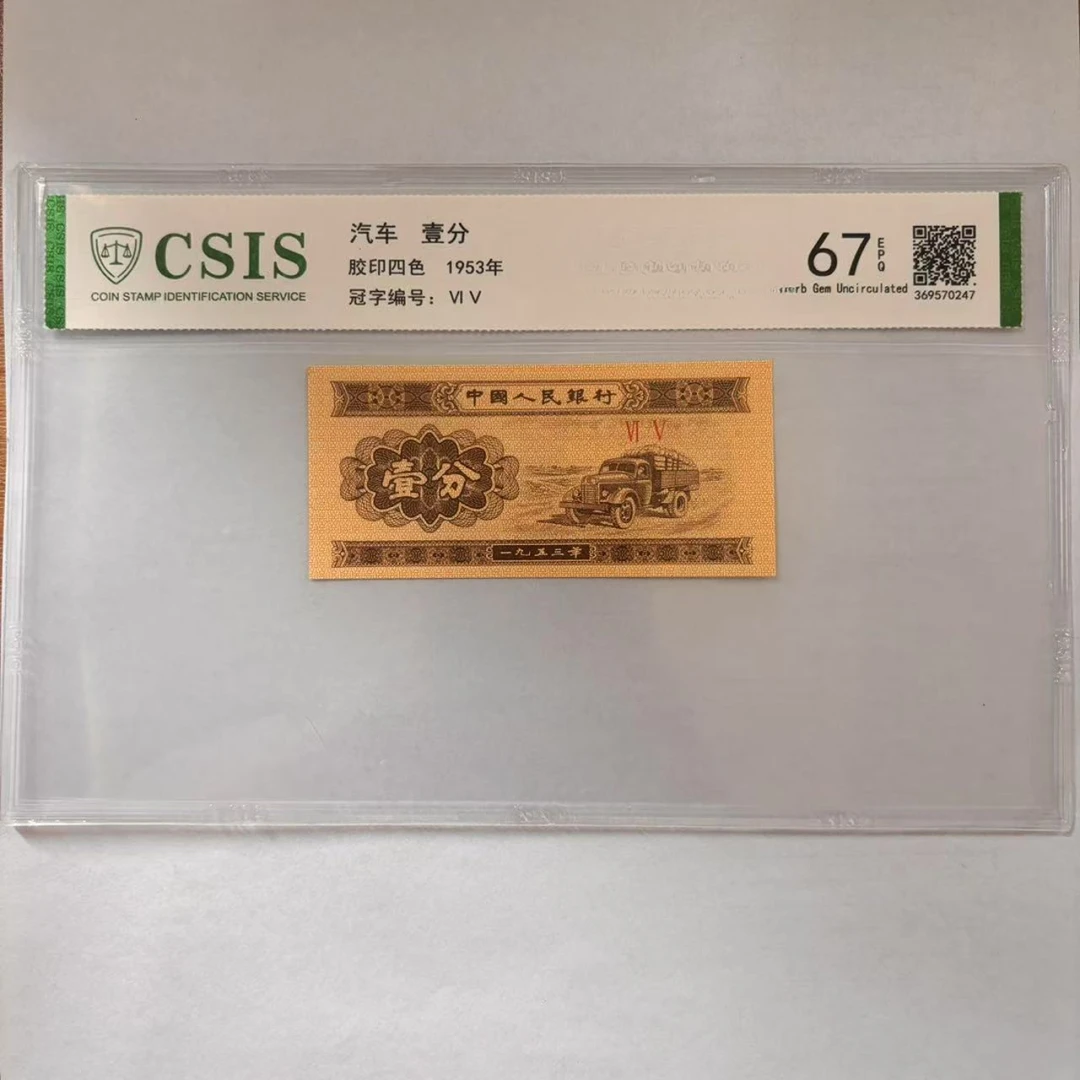 CSIS
COIN STAMP IDENTIFICATION SERVICE
汽车 壹分
胶印四色 1953年
冠字编号：Ⅵ Ⅴ
67
EPQ
Gem Uncirculated
369570247
中國人民銀行
Ⅵ Ⅴ
壹分
一九五三年